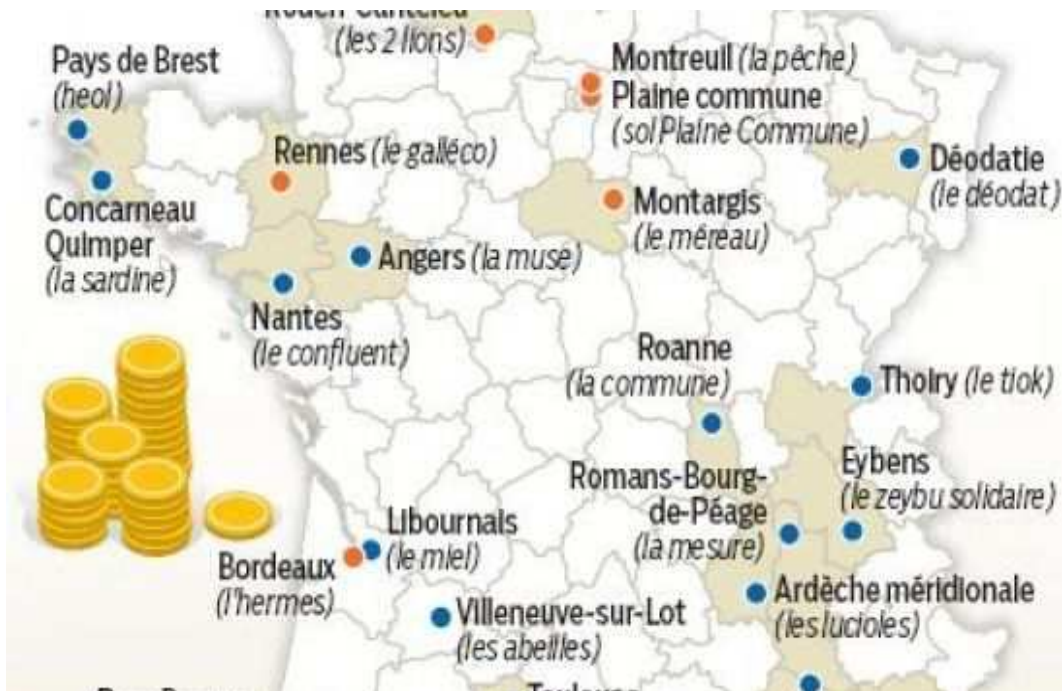 (les 2 lions)
Pays de Brest
(heol)
Montreuil (la pêche)
Plaine commune
(sol Plaine Commune)
Rennes (le galléco)
Déodatie
(le déodat)
Concarneau
Quimper
(la sardine)
Montargis
(le méreau)
Angers (la muse)
Nantes
(le confluent)
Roanne
(la commune)
Thoiry (le tiok)
Eybens
(le zeybu solidaire)
Romans-Bourg-
de-Péage
(la mesure)
Libournais
(le miel)
Bordeaux
(l'hermes)
Ardèche méridionale
(les lucioles)
Villeneuve-sur-Lot
(les abeilles)